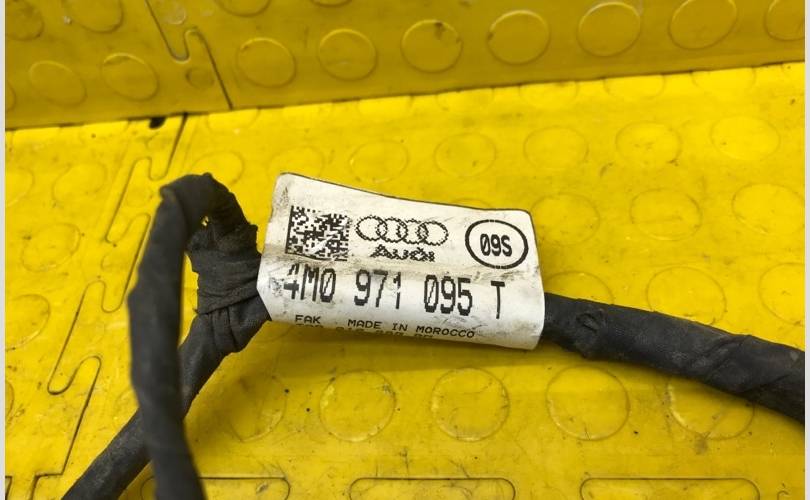 09S
Audi
4M0 971 095 T
FAK MADE IN MOROCCO